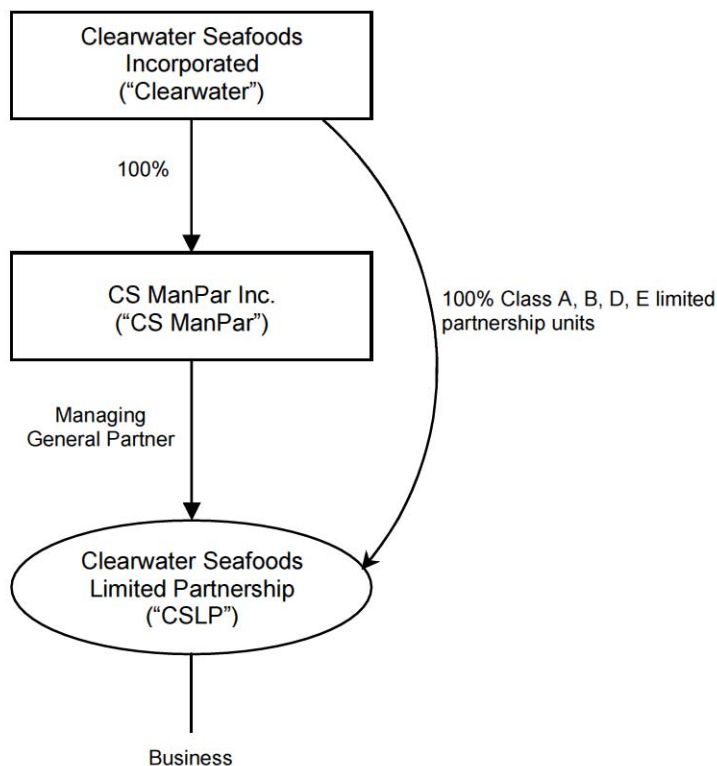 Clearwater Seafoods
Incorporated
(“Clearwater”)
100%
CS ManPar Inc.
(“CS ManPar”)
100% Class A, B, D, E limited
partnership units
Managing
General Partner
Clearwater Seafoods
Limited Partnership
(“CSLP”)
Business